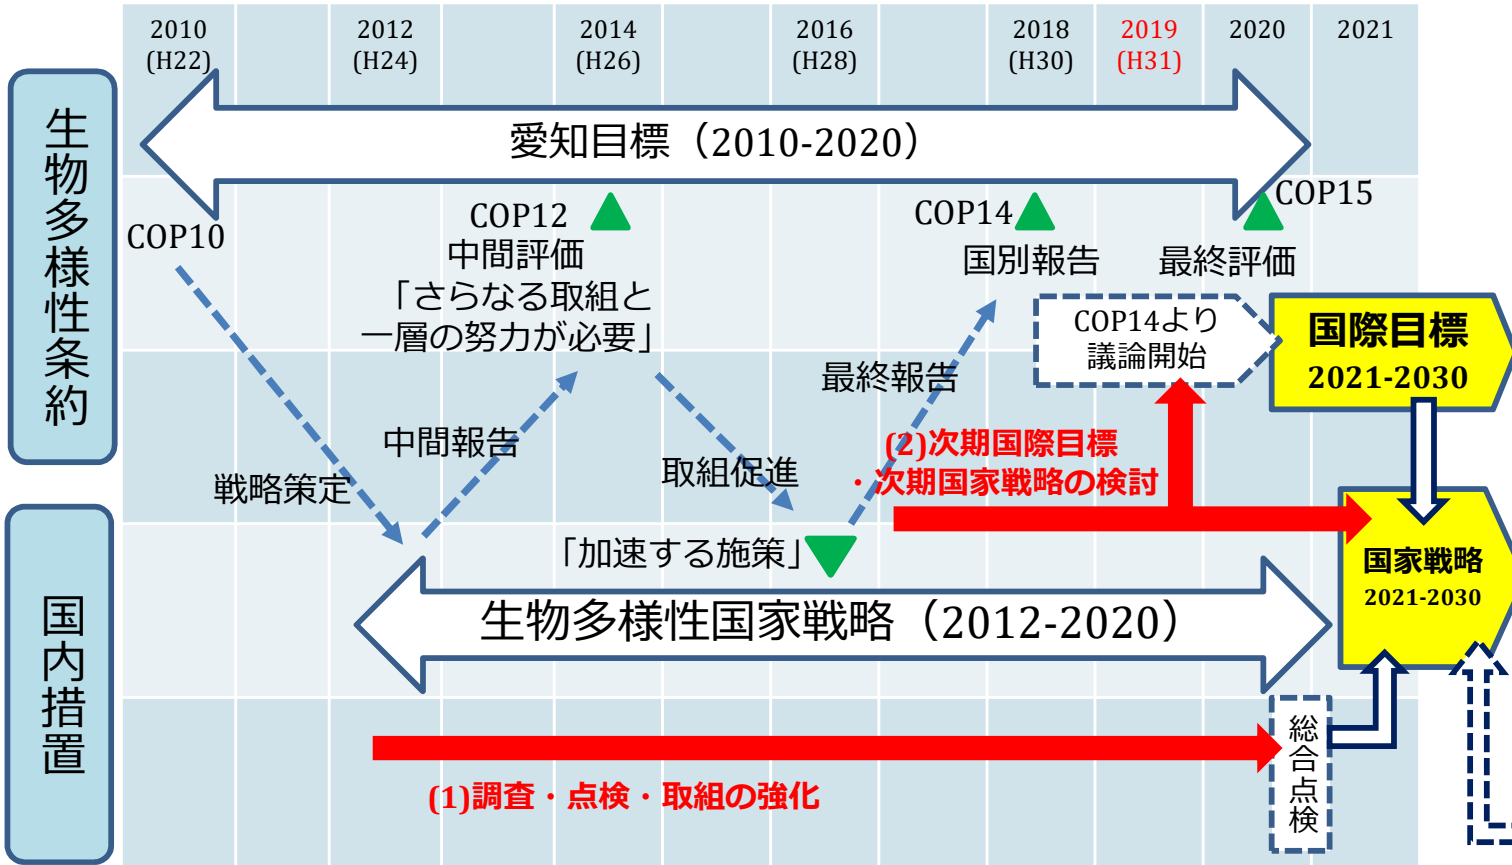 2010
(H22)
2012
(H24)
2014
(H26)
2016
(H28)
2018
(H30)
2019
(H31)
2020
2021
生物多様性条約
愛知目標（2010-2020）
COP10
COP12
中間評価
「さらなる取組と
一層の努力が必要」
COP14
国別報告
COP15
最終評価
COP14より
議論開始
国際目標
2021-2030
戦略策定
中間報告
取組促進
最終報告
(2)次期国際目標
・次期国家戦略の検討
国内措置
「加速する施策」
生物多様性国家戦略（2012-2020）
国家戦略
2021-2030
(1)調査・点検・取組の強化
総合点検